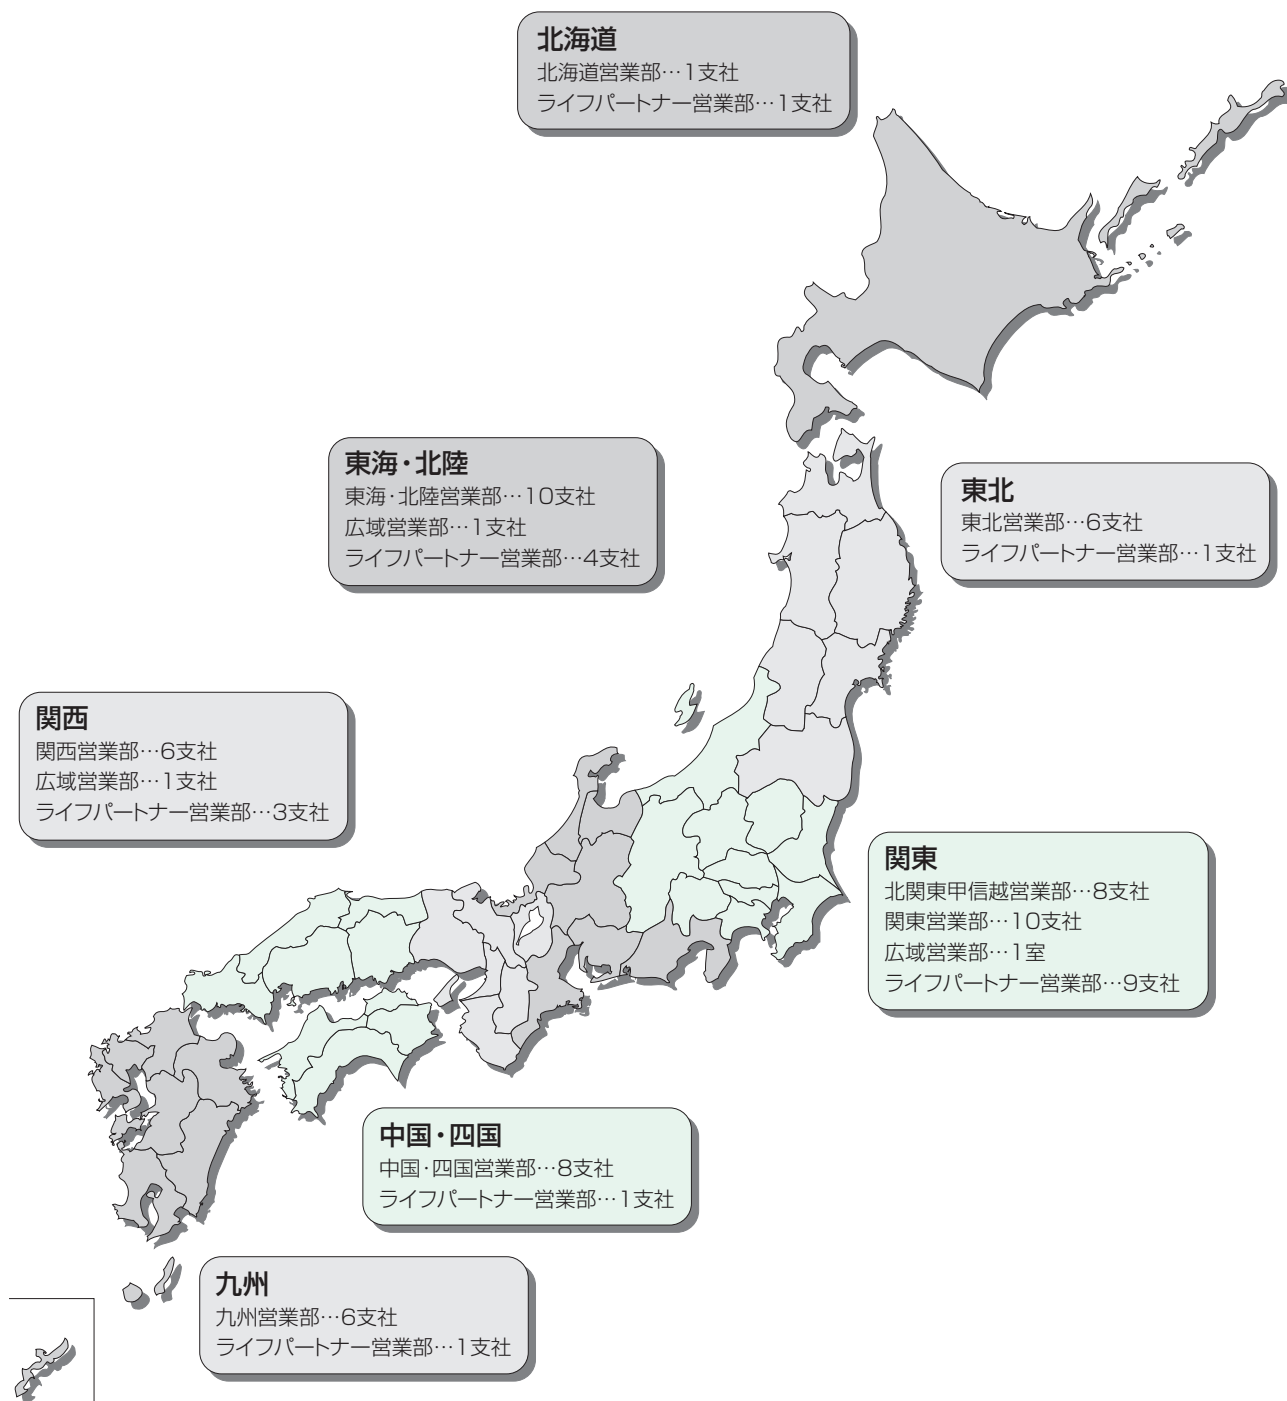 北海道
北海道営業部…1支社
ライフパートナー営業部…1支社
東海・北陸
東海・北陸営業部…10支社
広域営業部…1支社
ライフパートナー営業部…4支社
東北
東北営業部…6支社
ライフパートナー営業部…1支社
関西
関西営業部…6支社
広域営業部…1支社
ライフパートナー営業部…3支社
関東
北関東甲信越営業部…8支社
関東営業部…10支社
広域営業部…1室
ライフパートナー営業部…9支社
中国・四国
中国・四国営業部…8支社
ライフパートナー営業部…1支社
九州
九州営業部…6支社
ライフパートナー営業部…1支社